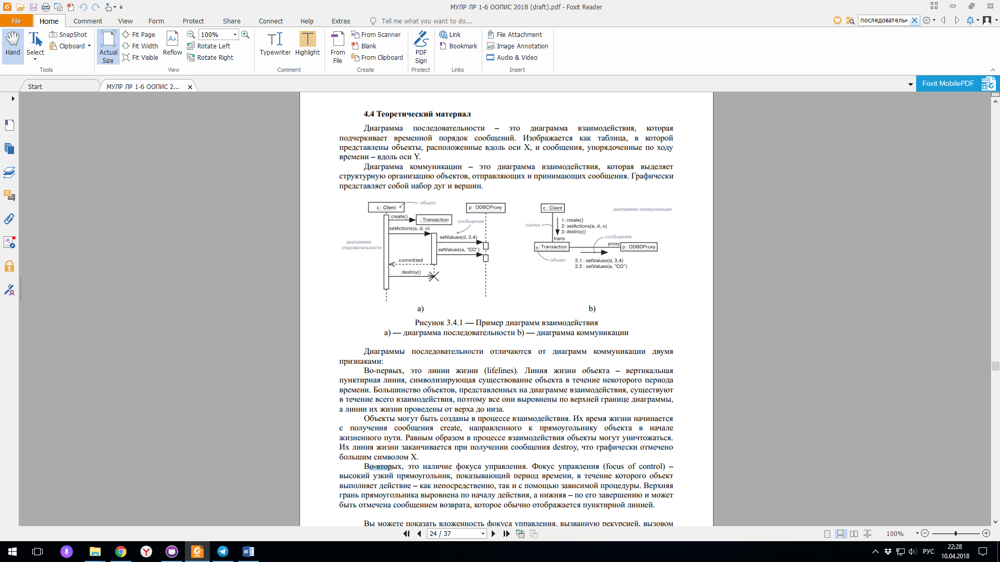 МУЛР ЛР 1-6 ООПИС 2018 (draft).pdf - Foxit Reader
File Home Comment View Form Protect Share Connect Help Extras Tell me what you want to do...
последовательн
Hand
Select
SnapShot
Clipboard
Tools
Actual Size
Fit Page
Fit Width
Fit Visible
Reflow
100%
Rotate Left
Rotate Right
View
Typewriter
Highlight
Comment
From File
From Scanner
Blank
From Clipboard
Create
PDF Sign
Protect
Link
Bookmark
Links
File Attachment
Image Annotation
Audio & Video
Insert
Start
МУЛР ЛР 1-6 ООПИС 2...
Foxit MobilePDF
4.4 Теоретический материал
Диаграмма последовательности – это диаграмма взаимодействия, которая
подчеркивает временной порядок сообщений. Изображается как таблица, в которой
представлены объекты, расположенные вдоль оси X, и сообщения, упорядоченные по ходу
времени – вдоль оси Y.
Диаграмма коммуникации – это диаграмма взаимодействия, которая выделяет
структурную организацию объектов, отправляющих и принимающих сообщения. Графически
представляет собой набор дуг и вершин.
c : Client
объект
p : ODBCProxy
create()
: Transaction
сообщение
setActions(a, d, o)
setValues(d, 3.4)
диаграмма
следовательности
setValues(a, "CO")
committed
destroy()
c : Client
диаграмма коммуникации
ссылка
1: create()
2: setActions(a, d, o)
3: destroy()
trans
сообщение
: Transaction
proxy
p : ODBDProxy
объект
2.1 : setValues(d, 3.4)
2.2 : setValues(a, "CO")
a)
b)
Рисунок 3.4.1 — Пример диаграмм взаимодействия
a) — диаграмма последовательности b) — диаграмма коммуникации
Диаграммы последовательности отличаются от диаграмм коммуникации двумя
признаками:
Во-первых, это линии жизни (lifelines). Линия жизни объекта – вертикальная
пунктирная линия, символизирующая существование объекта в течение некоторого периода
времени. Большинство объектов, представленных на диаграмме взаимодействия, существуют
в течение всего взаимодействия, поэтому все они выровнены по верхней границе диаграммы,
а линии их жизни проведены от верха до низа.
Объекты могут быть созданы в процессе взаимодействия. Их время жизни начинается
с получения сообщения create, направленного к прямоугольнику объекта в начале
жизненного пути. Равным образом в процессе взаимодействия объекты могут уничтожаться.
Их линия жизни заканчивается при получении сообщения destroy, что графически отмечено
большим символом X.
Во-вторых, это наличие фокуса управления. Фокус управления (focus of control) –
высокий узкий прямоугольник, показывающий период времени, в течение которого объект
выполняет действие – как непосредственно, так и с помощью зависимой процедуры. Верхняя
грань прямоугольника выровнена по началу действия, а нижняя – по его завершению и может
быть отмечена сообщением возврата, которое обычно отображается пунктирной линией.
Вы можете показать вложенность фокуса управления, вызванную рекурсией, вызовом
24 / 37
100%
РУС
22:28
10.04.2018